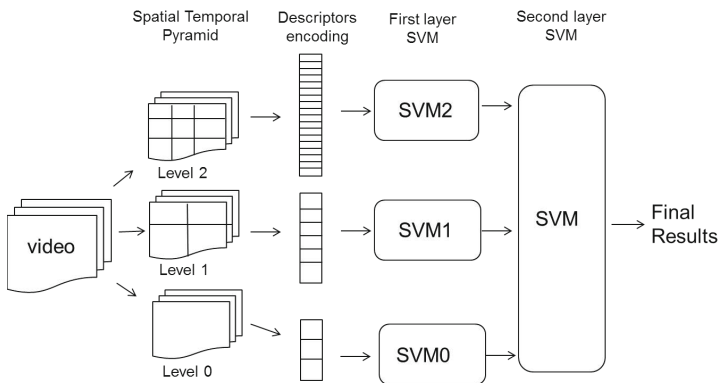 Spatial Temporal
Pyramid
Descriptors
encoding
First layer
SVM
Second layer
SVM
Level 2
SVM2
video
Level 1
SVM1
SVM
Final
Results
Level 0
SVM0